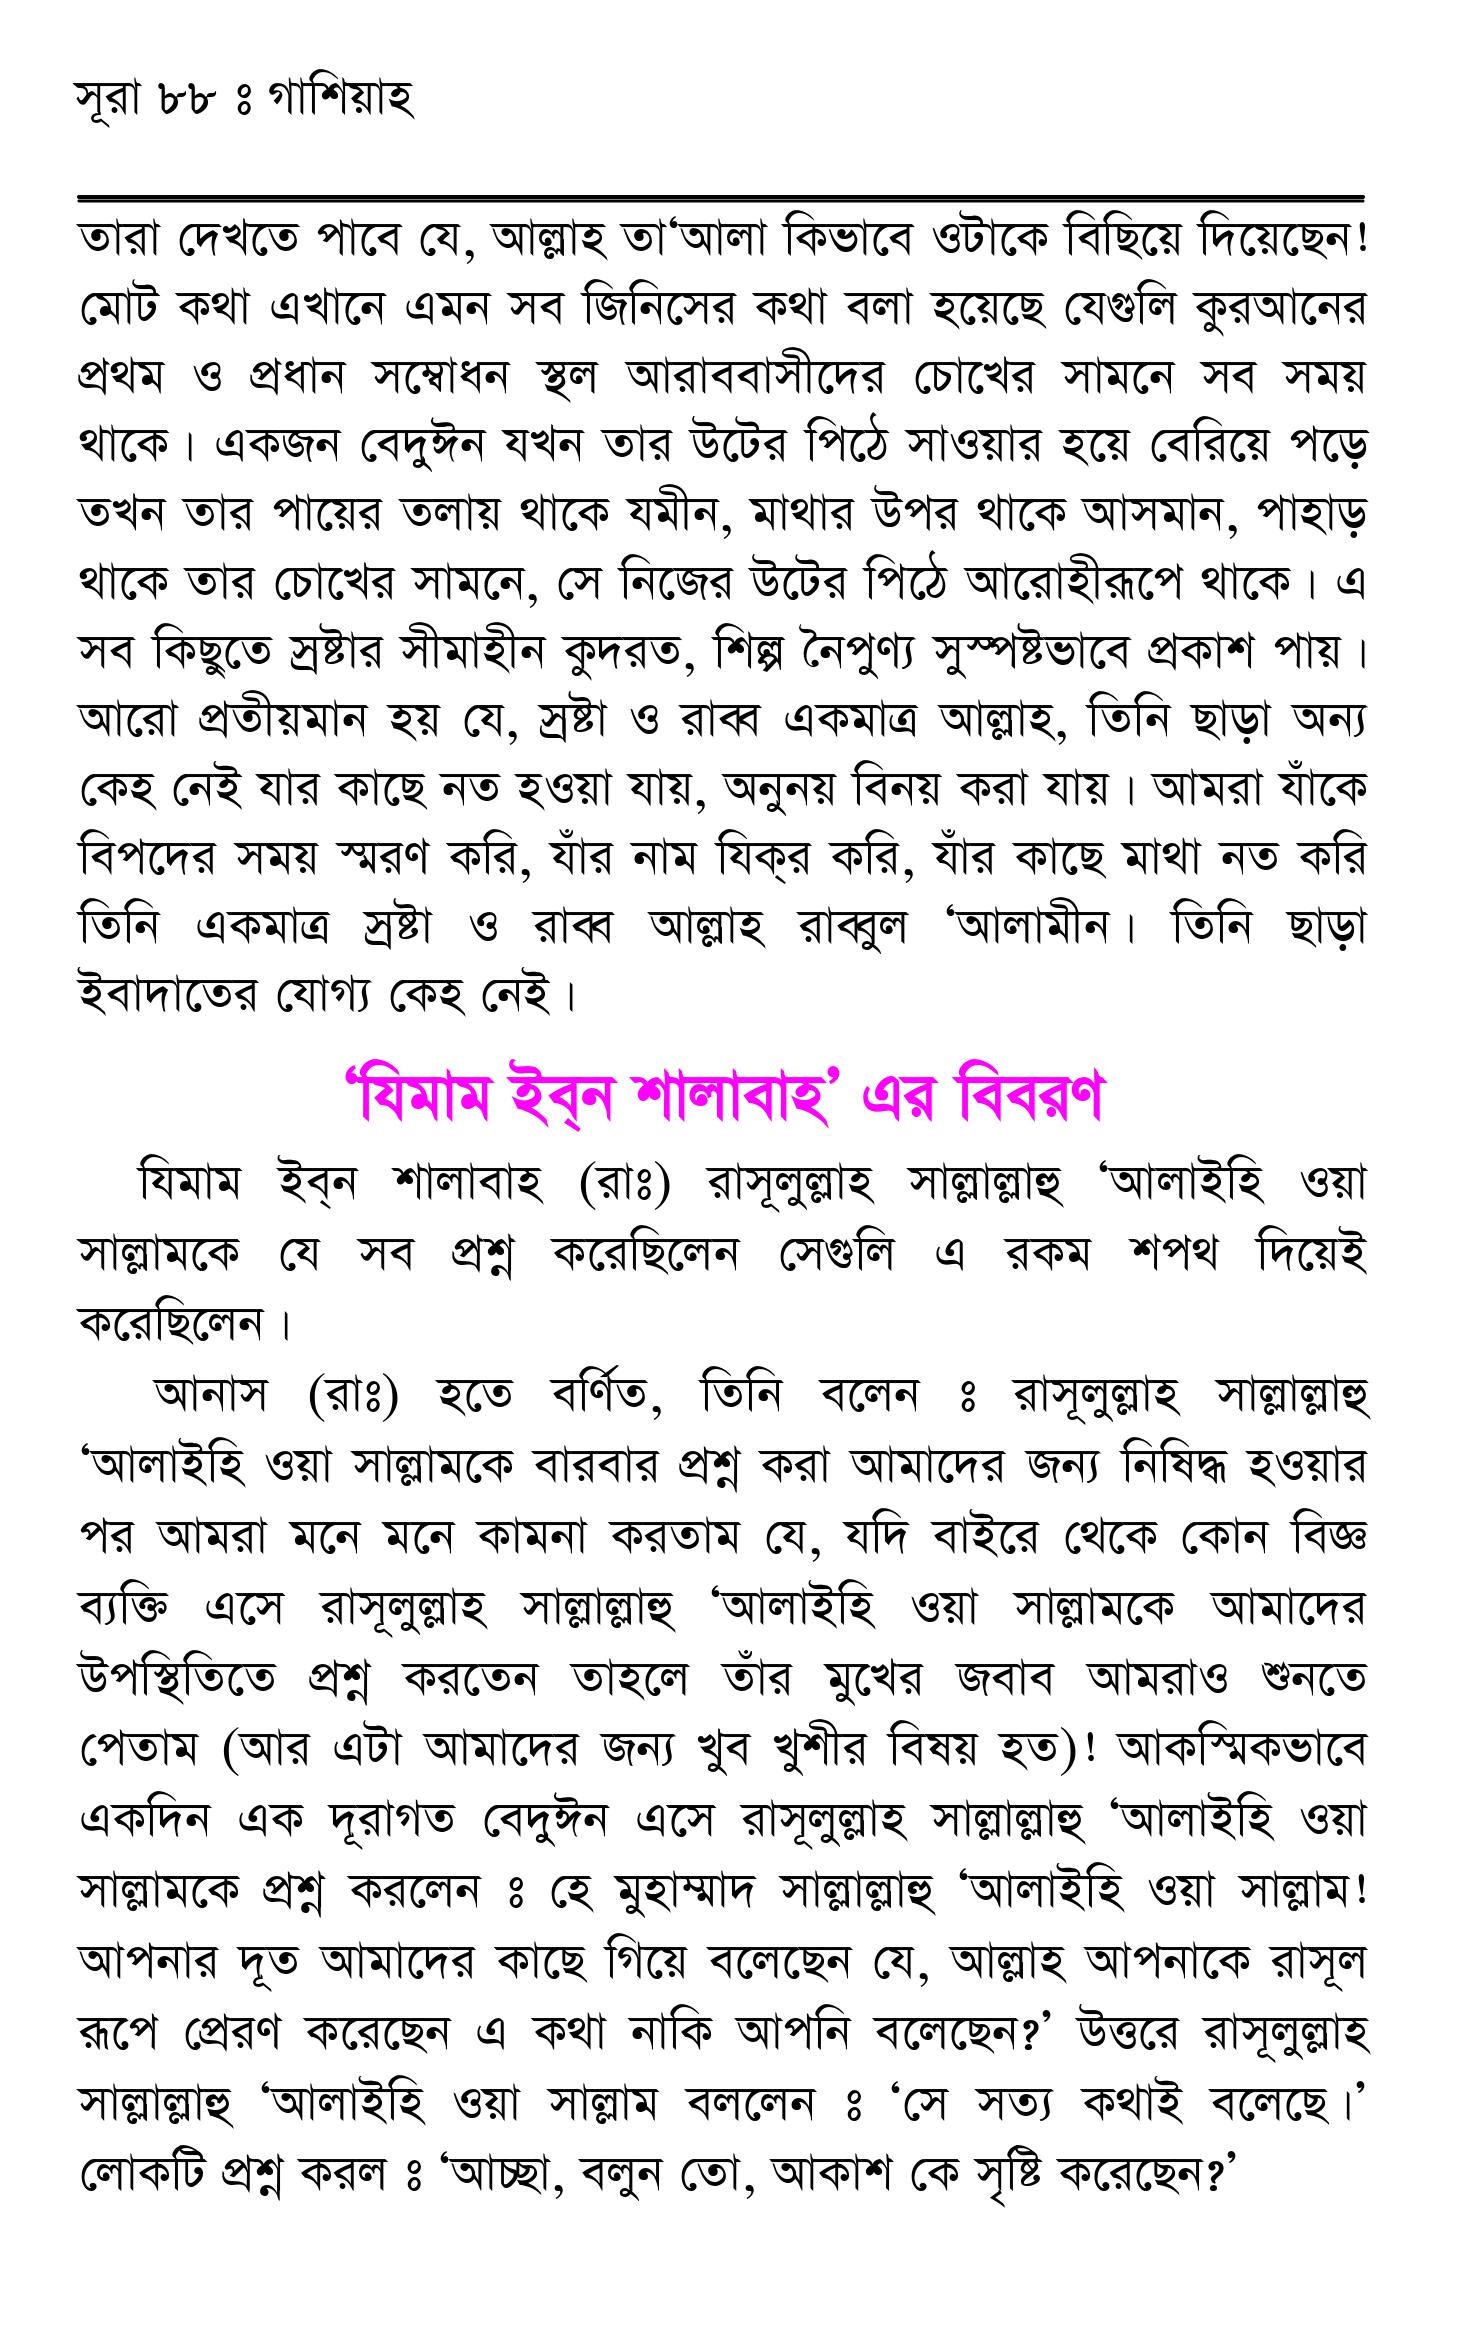 সূরা ৮৮ ঃ গাশিয়াহ
তারা দেখতে পাবে যে, আল্লাহ তা‘আলা কিভাবে ওটাকে বিছিয়ে দিয়েছেন!
মোট কথা এখানে এমন সব জিনিসের কথা বলা হয়েছে যেগুলি কুরআনের
প্রথম ও প্রধান সম্বোধন স্থল আরাববাসীদের চোখের সামনে সব সময়
থাকে। একজন বেদুঈন যখন তার উটের পিঠে সাওয়ার হয়ে বেরিয়ে পড়ে
তখন তার পায়ের তলায় থাকে যমীন, মাথার উপর থাকে আসমান, পাহাড়
থাকে তার চোখের সামনে, সে নিজের উটের পিঠে আরোহীরূপে থাকে। এ
সব কিছুতে স্রষ্টার সীমাহীন কুদরত, শিল্প নৈপুণ্য সুস্পষ্টভাবে প্রকাশ পায়।
আরো প্রতীয়মান হয় যে, স্রষ্টা ও রাব্ব একমাত্র আল্লাহ, তিনি ছাড়া অন্য
কেহ নেই যার কাছে নত হওয়া যায়, অনুনয় বিনয় করা যায়। আমরা যাঁকে
বিপদের সময় স্মরণ করি, যাঁর নাম যিক্‌র করি, যাঁর কাছে মাথা নত করি
তিনি একমাত্র স্রষ্টা ও রাব্ব আল্লাহ রাব্বুল ‘আলামীন। তিনি ছাড়া
ইবাদাতের যোগ্য কেহ নেই।
‘যিমাম ইব্‌ন শালাবাহ’ এর বিবরণ
যিমাম ইব্‌ন শালাবাহ (রাঃ) রাসূলুল্লাহ সাল্লাল্লাহু ‘আলাইহি ওয়া
সাল্লামকে যে সব প্রশ্ন করেছিলেন সেগুলি এ রকম শপথ দিয়েই
করেছিলেন।
আনাস (রাঃ) হতে বর্ণিত, তিনি বলেন ঃ রাসূলুল্লাহ সাল্লাল্লাহু
‘আলাইহি ওয়া সাল্লামকে বারবার প্রশ্ন করা আমাদের জন্য নিষিদ্ধ হওয়ার
পর আমরা মনে মনে কামনা করতাম যে, যদি বাইরে থেকে কোন বিজ্ঞ
ব্যক্তি এসে রাসূলুল্লাহ সাল্লাল্লাহু ‘আলাইহি ওয়া সাল্লামকে আমাদের
উপস্থিতিতে প্রশ্ন করতেন তাহলে তাঁর মুখের জবাব আমরাও শুনতে
পেতাম (আর এটা আমাদের জন্য খুব খুশীর বিষয় হত)! আকস্মিকভাবে
একদিন এক দূরাগত বেদুঈন এসে রাসূলুল্লাহ সাল্লাল্লাহু ‘আলাইহি ওয়া
সাল্লামকে প্রশ্ন করলেন ঃ হে মুহাম্মাদ সাল্লাল্লাহু ‘আলাইহি ওয়া সাল্লাম!
আপনার দূত আমাদের কাছে গিয়ে বলেছেন যে, আল্লাহ আপনাকে রাসূল
রূপে প্রেরণ করেছেন এ কথা নাকি আপনি বলেছেন?’ উত্তরে রাসূলুল্লাহ
সাল্লাল্লাহু ‘আলাইহি ওয়া সাল্লাম বললেন ঃ ‘সে সত্য কথাই বলেছে।’
লোকটি প্রশ্ন করল ঃ ‘আচ্ছা, বলুন তো, আকাশ কে সৃষ্টি করেছেন?’